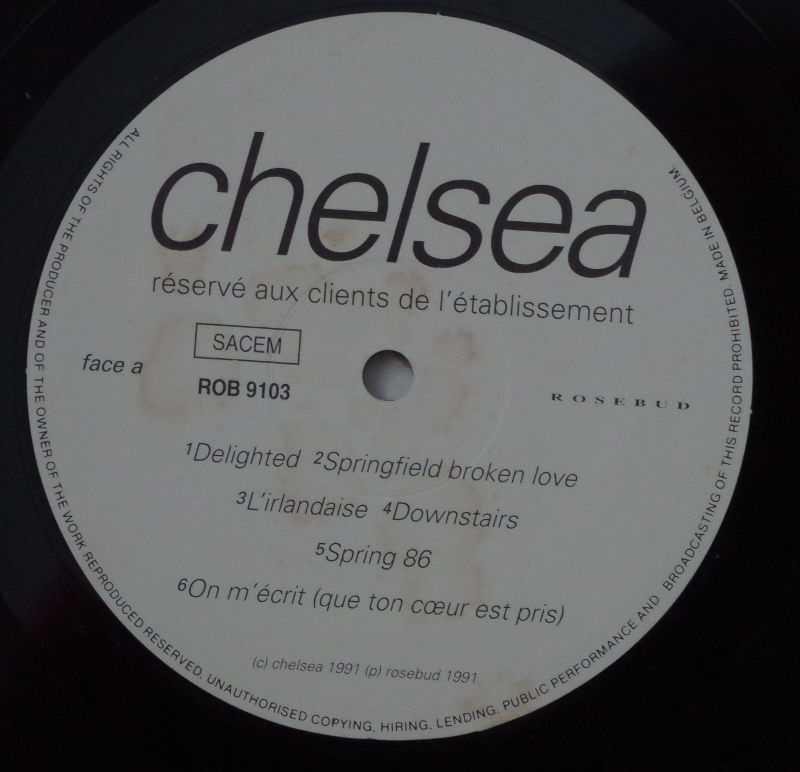 chelsea
réservé aux clients de l'établissement
SACEM
face a
ROB 9103
ROSEBUD
1Delighted 2Springfield broken love
3L'irlandaise 4Downstairs
5Spring 86
6On m'écrit (que ton cœur est pris)
(c) chelsea 1991 (p) rosebud 1991
ALL RIGHTS OF THE PRODUCER AND OF THE OWNER OF THE WORK REPRODUCED RESERVED. UNAUTHORISED COPYING, HIRING, LENDING, PUBLIC PERFORMANCE AND BROADCASTING OF THIS RECORD PROHIBITED. MADE IN BELGIUM.